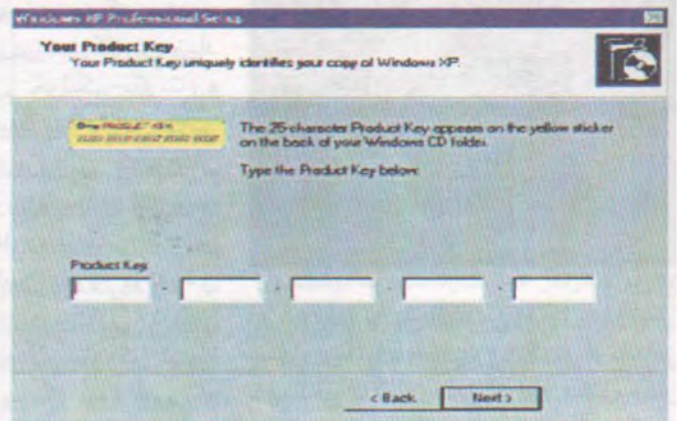 Windows XP Professional Setup
Your Product Key
Your Product Key uniquely identifies your copy of Windows XP.
The 25-character Product Key appears on the yellow sticker
on the back of your Windows CD folder.
Type the Product Key below:
Product Key
- - - -
< Back Next >